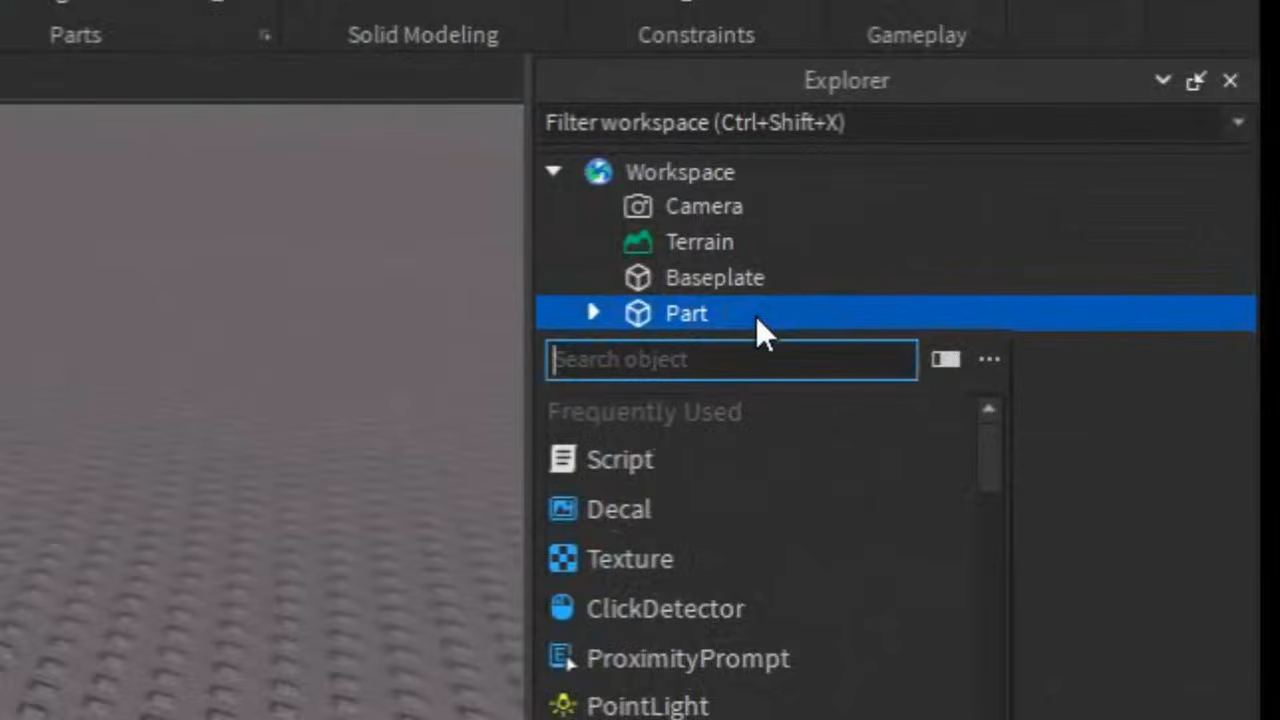 Parts
Solid Modeling
Constraints
Gameplay
Explorer
Filter workspace (Ctrl+Shift+X)
Workspace
Camera
Terrain
Baseplate
Part
Search object
Frequently Used
Script
Decal
Texture
ClickDetector
ProximityPrompt
PointLight